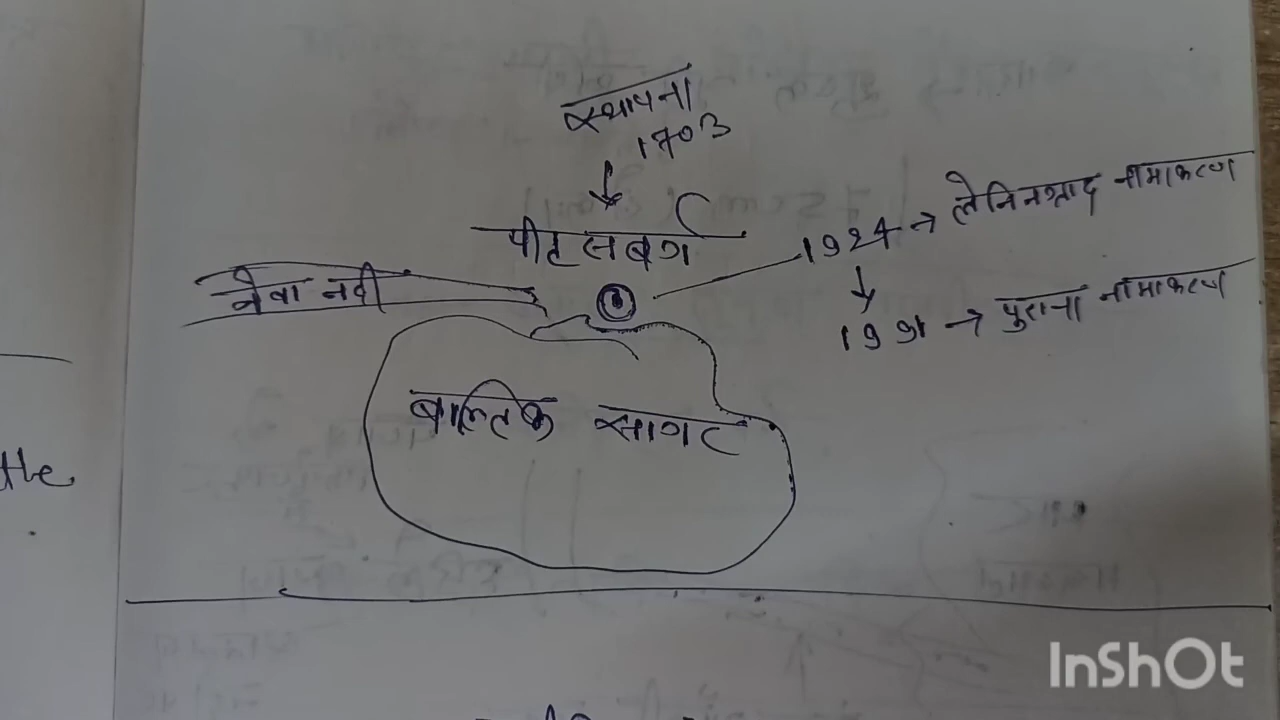 स्थापना
1703
↓
पीटसबर्ग
1924 → लेनिनग्राद नामाकरण
↓
1991 → पुराना नामाकरण
नेवा नदी
बाल्टिक सागर
the
InShOt